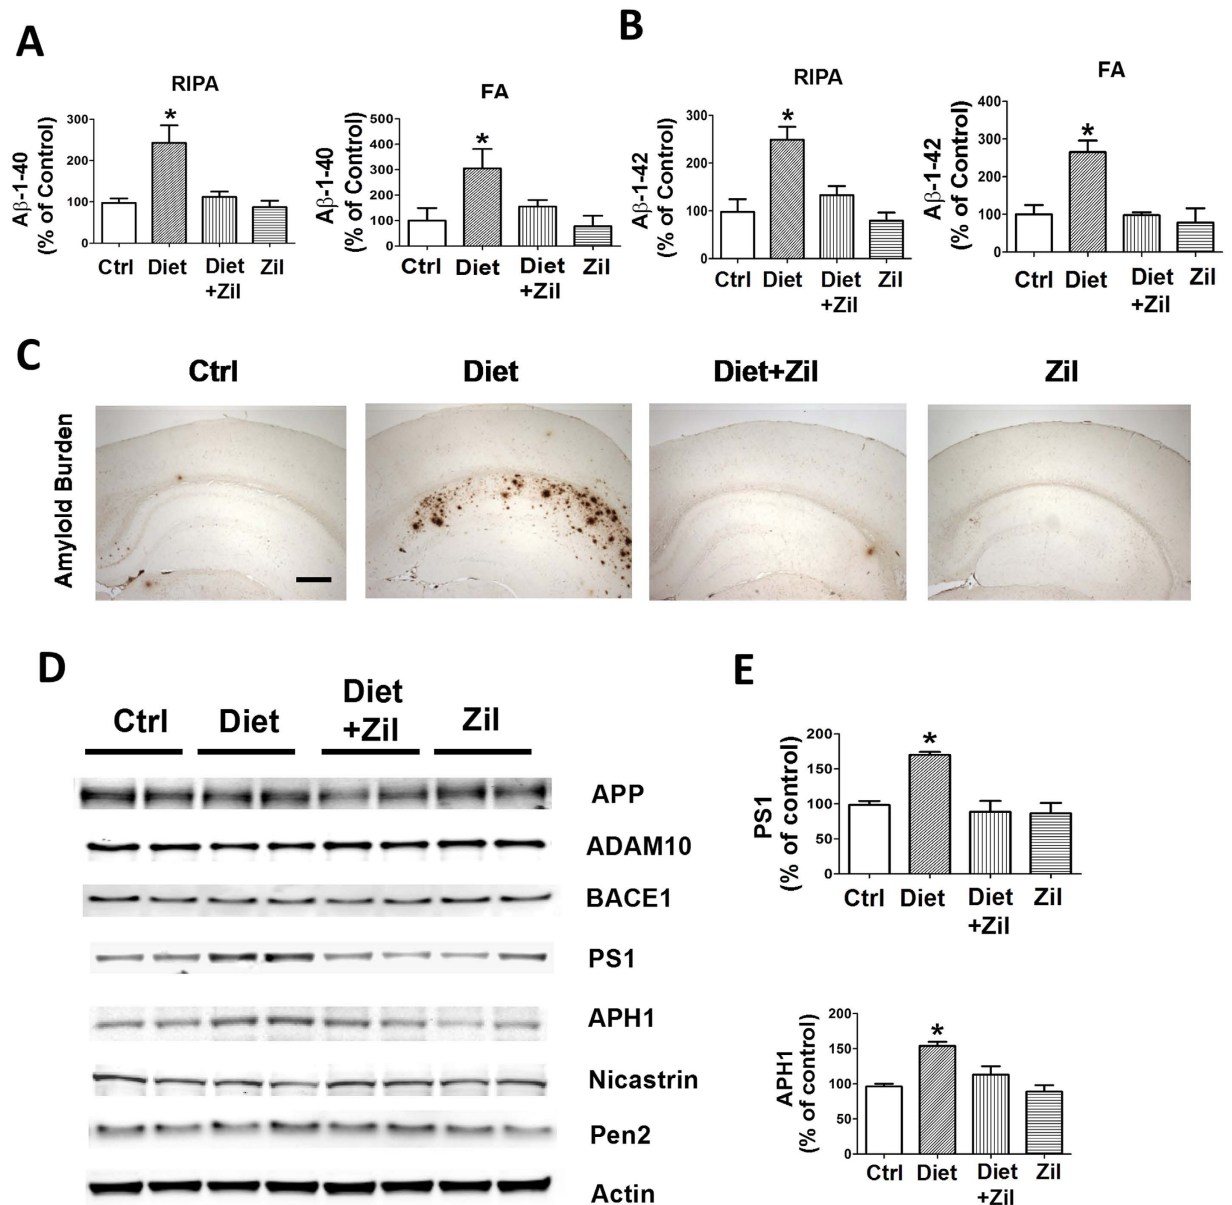 A
B
RIPA
Aβ-1-40
(% of Control)
300
200
100
0
*
Ctrl Diet Diet Zil
+Zil
FA
Aβ-1-40
(% of Control)
500
400
300
200
100
0
*
Ctrl Diet Diet Zil
+Zil
RIPA
Aβ-1-42
(% of Control)
300
200
100
0
*
Ctrl Diet Diet Zil
+Zil
FA
Aβ-1-42
(% of Control)
400
300
200
100
0
*
Ctrl Diet Diet Zil
+Zil
C
Ctrl Diet Diet+Zil Zil
Amyloid Burden
D
Ctrl Diet Diet Zil
+Zil
APP
ADAM10
BACE1
PS1
APH1
Nicastrin
Pen2
Actin
E
PS1
(% of control)
200
150
100
50
0
*
Ctrl Diet Diet Zil
+Zil
APH1
(% of control)
200
150
100
50
0
*
Ctrl Diet Diet Zil
+Zil